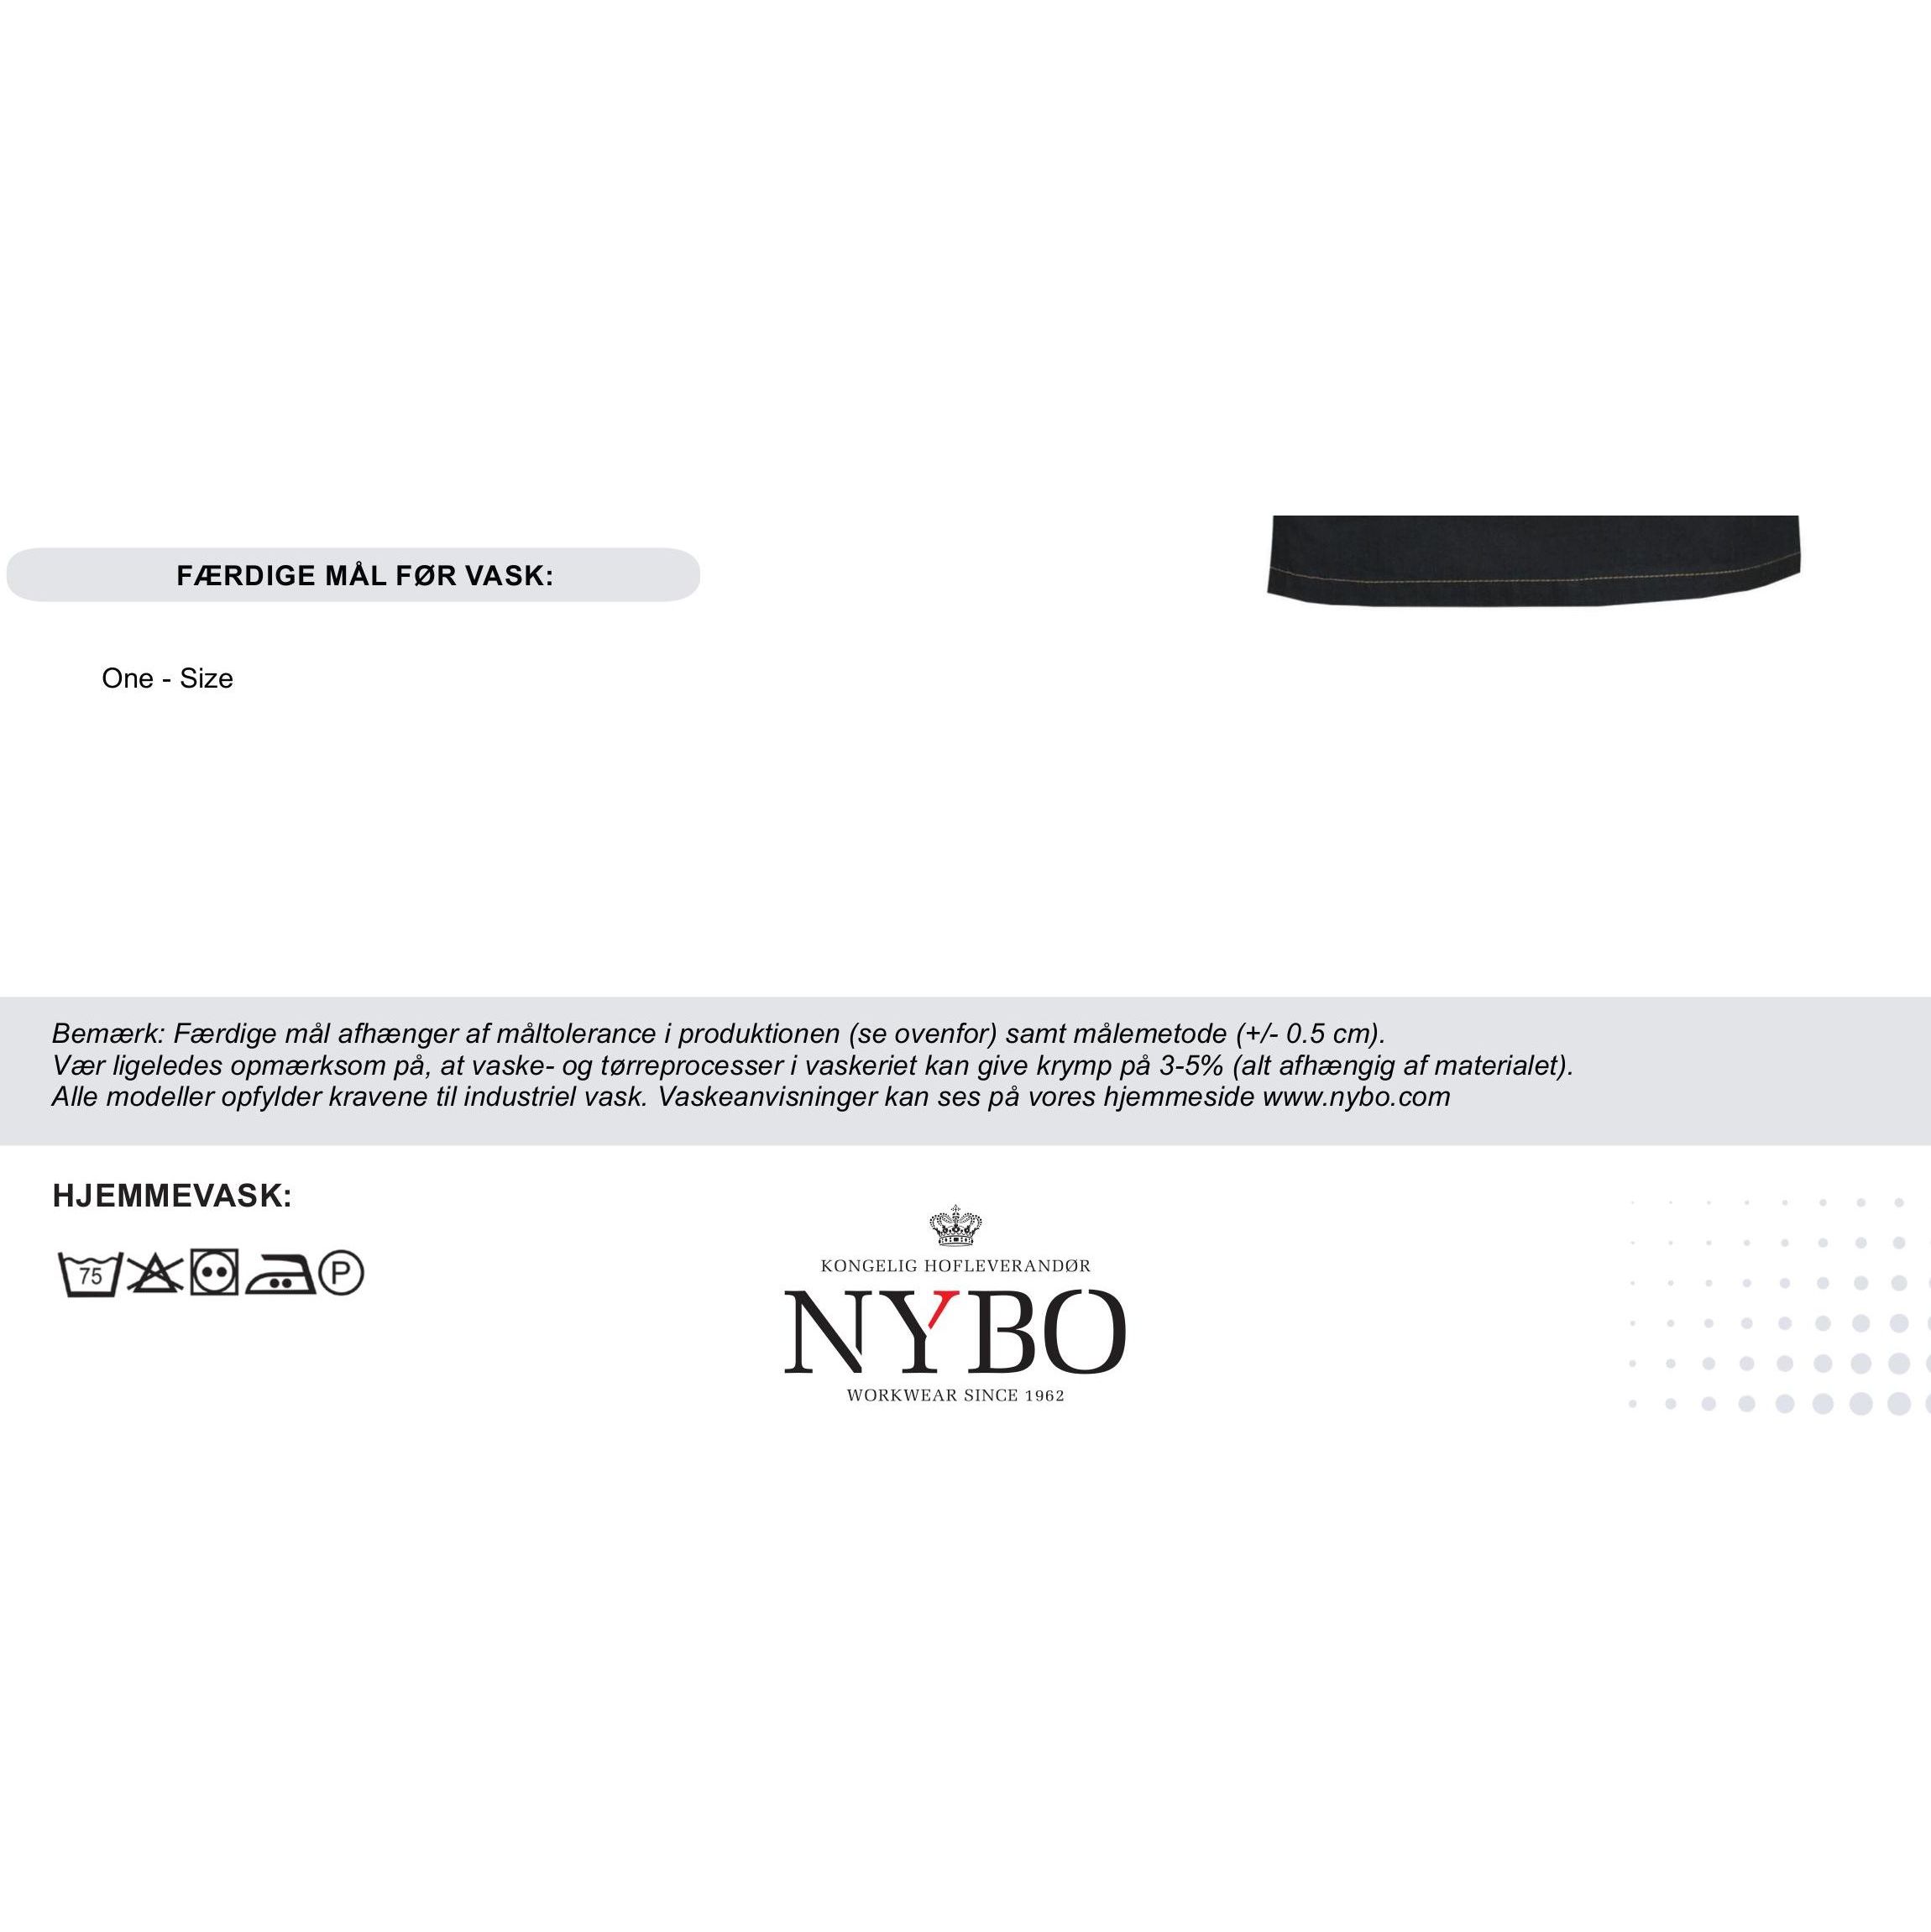 FÆRDIGE MÅL FØR VASK:
One - Size
Bemærk: Færdige mål afhænger af måltolerance i produktionen (se ovenfor) samt målemetode (+/- 0.5 cm).
Vær ligeledes opmærksom på, at vaske- og tørreprocesser i vaskeriet kan give krymp på 3-5% (alt afhængig af materialet).
Alle modeller opfylder kravene til industriel vask. Vaskeanvisninger kan ses på vores hjemmeside www.nybo.com
HJEMMEVASK:
75 P
KONGELIG HOFLEVERANDØR
NYBO
WORKWEAR SINCE 1962